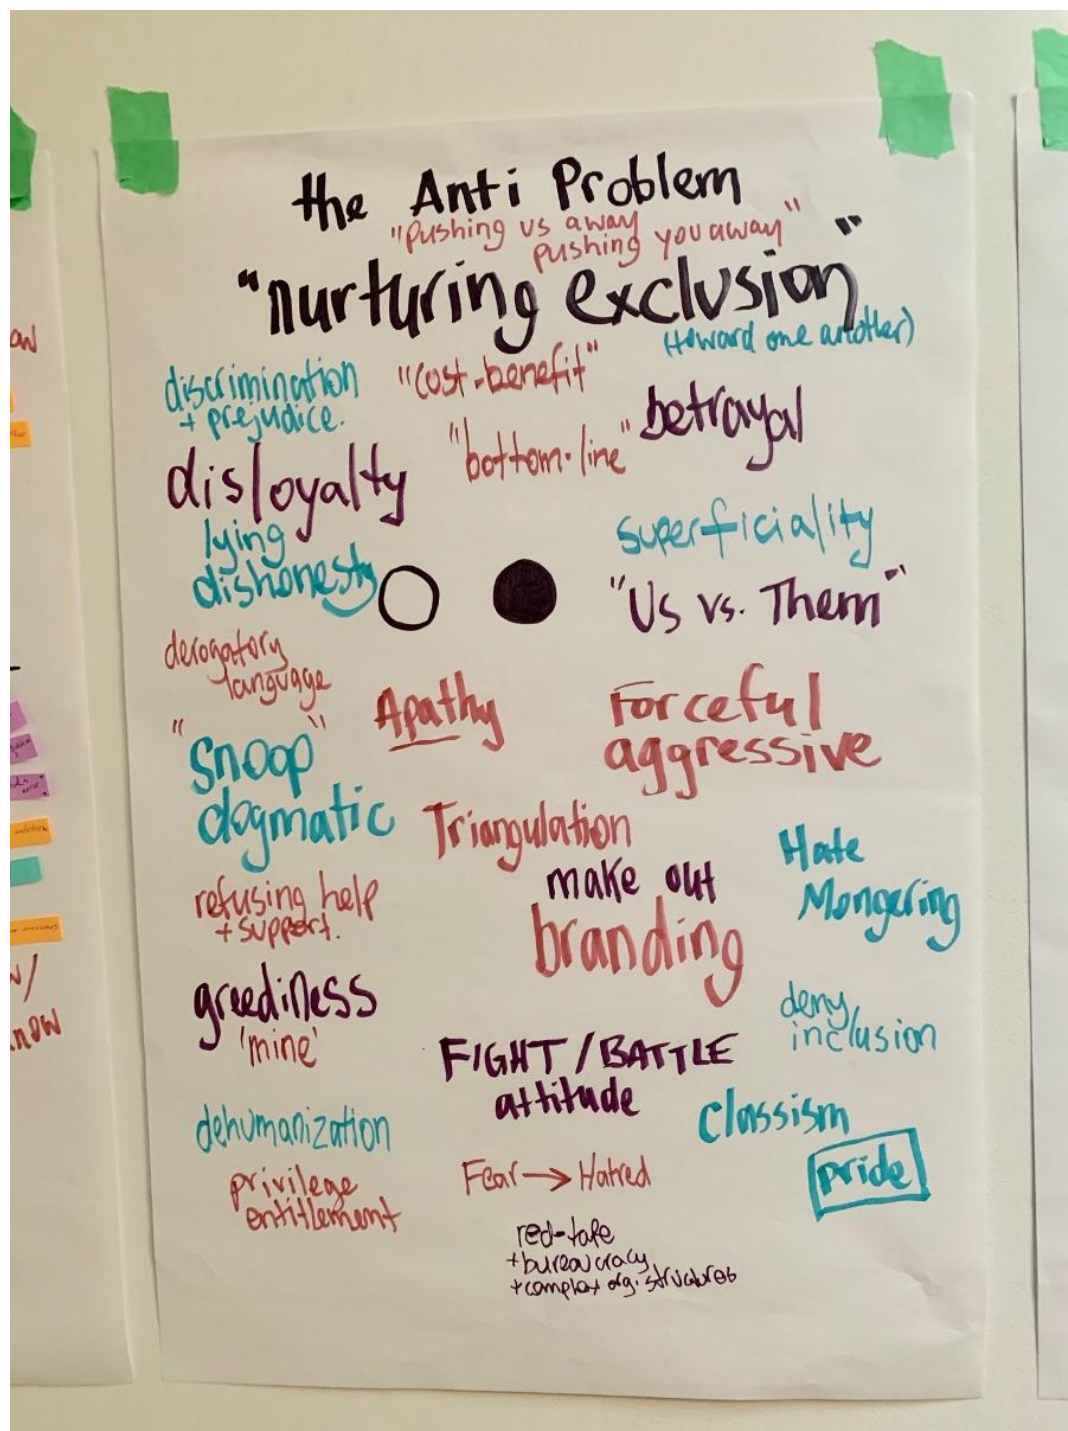 the Anti Problem
"pushing us away
pushing you away"
"nurturing exclusion"
(toward one another)
discrimination
+ prejudice.
"cost-benefit"
betrayal
"bottom-line"
disloyalty
lying
dishonesty
superficiality
"Us vs. Them"
derogatory
language
Apathy
Forceful
aggressive
"snoop"
dogmatic
Triangulation
make out
branding
Hate
Mongering
refusing help
+ support.
greediness
'mine'
deny
inclusion
FIGHT/BATTLE
attitude
classism
pride
dehumanization
privilege
entitlement
Fear → Hatred
red-tape
+bureaucracy
+complex org. structures